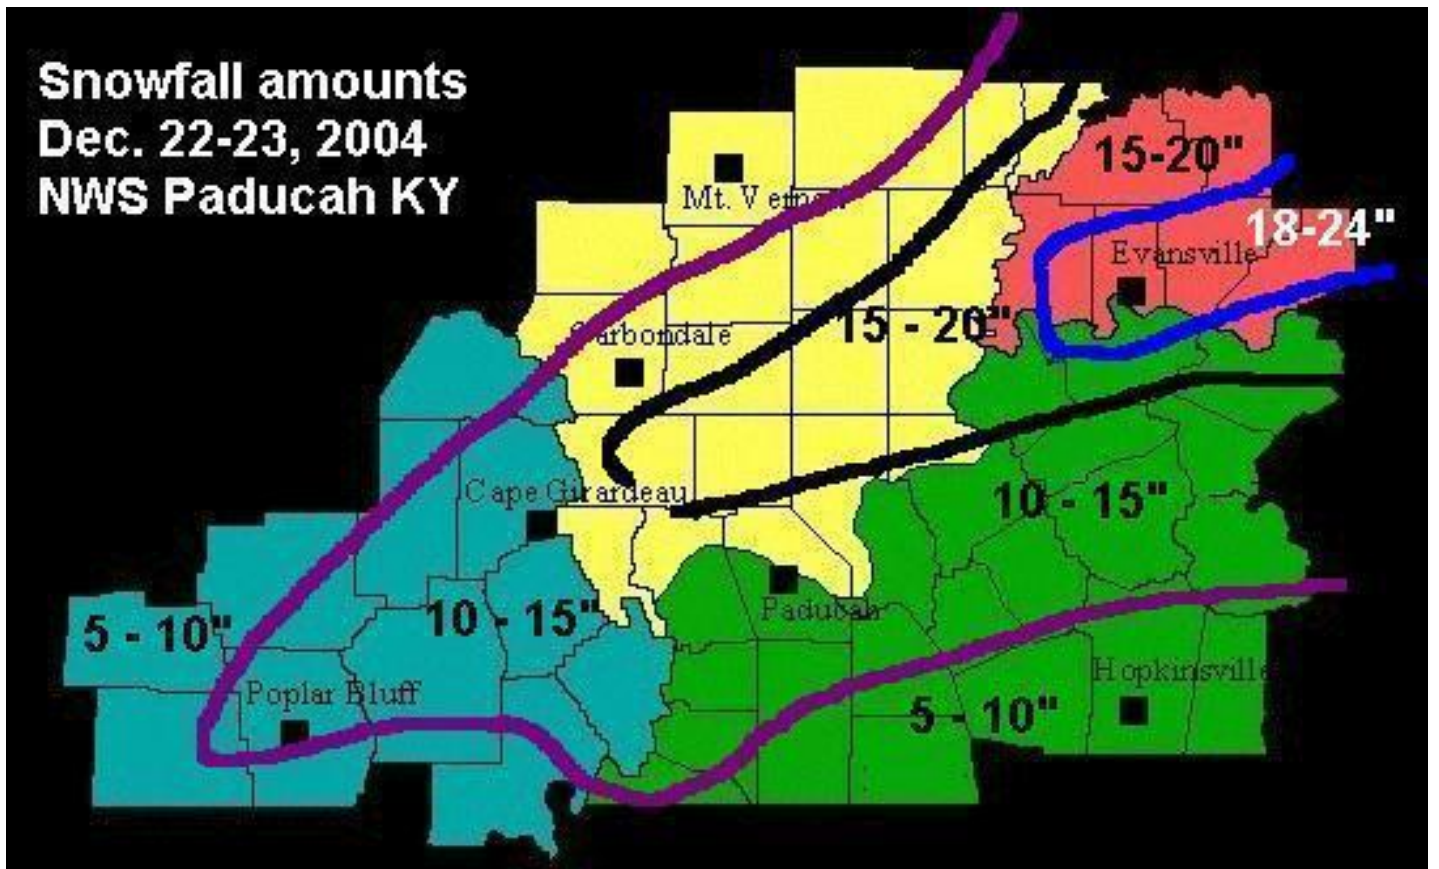 Snowfall amounts
Dec. 22-23, 2004
NWS Paducah KY
15-20"
Mt. Vernon
18-24"
Evansville
Carbondale
15 - 20"
Cape Girardeau
10 - 15"
5 - 10"
10 - 15"
Paducah
Poplar Bluff
Hopkinsville
5 - 10"